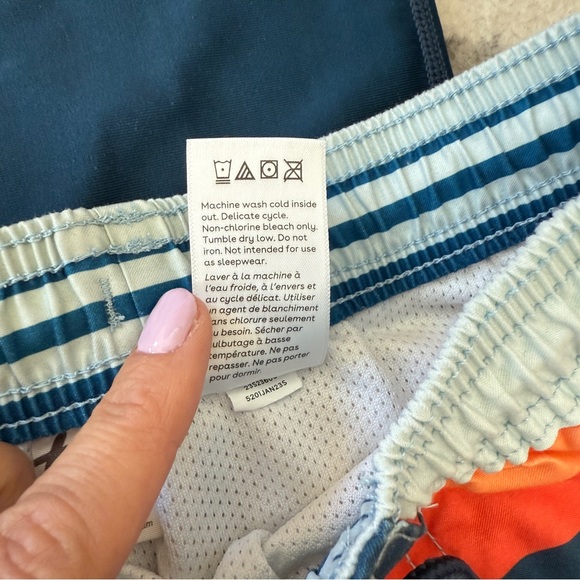 Machine wash cold inside
out. Delicate cycle.
Non-chlorine bleach only.
Tumble dry low. Do not
iron. Not intended for use
as sleepwear.
Laver à la machine à
l'eau froide, à l'envers et
au cycle délicat. Utiliser
un agent de blanchiment
sans chlorure seulement
au besoin. Sécher par
culbutage à basse
température. Ne pas
repasser. Ne pas porter
pour dormir.
5201JAN235